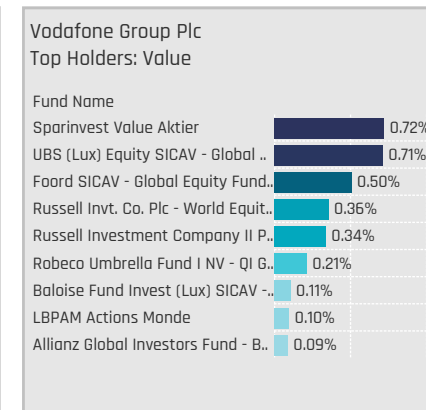 Vodafone Group Plc
Top Holders: Value
Fund Name
Sparinvest Value Aktier 0.72%
UBS (Lux) Equity SICAV - Global .. 0.71%
Foord SICAV - Global Equity Fund.. 0.50%
Russell Invt. Co. Plc - World Equit.. 0.36%
Russell Investment Company II P.. 0.34%
Robeco Umbrella Fund I NV - QI G.. 0.21%
Baloise Fund Invest (Lux) SICAV -.. 0.11%
LBPAM Actions Monde 0.10%
Allianz Global Investors Fund - B.. 0.09%